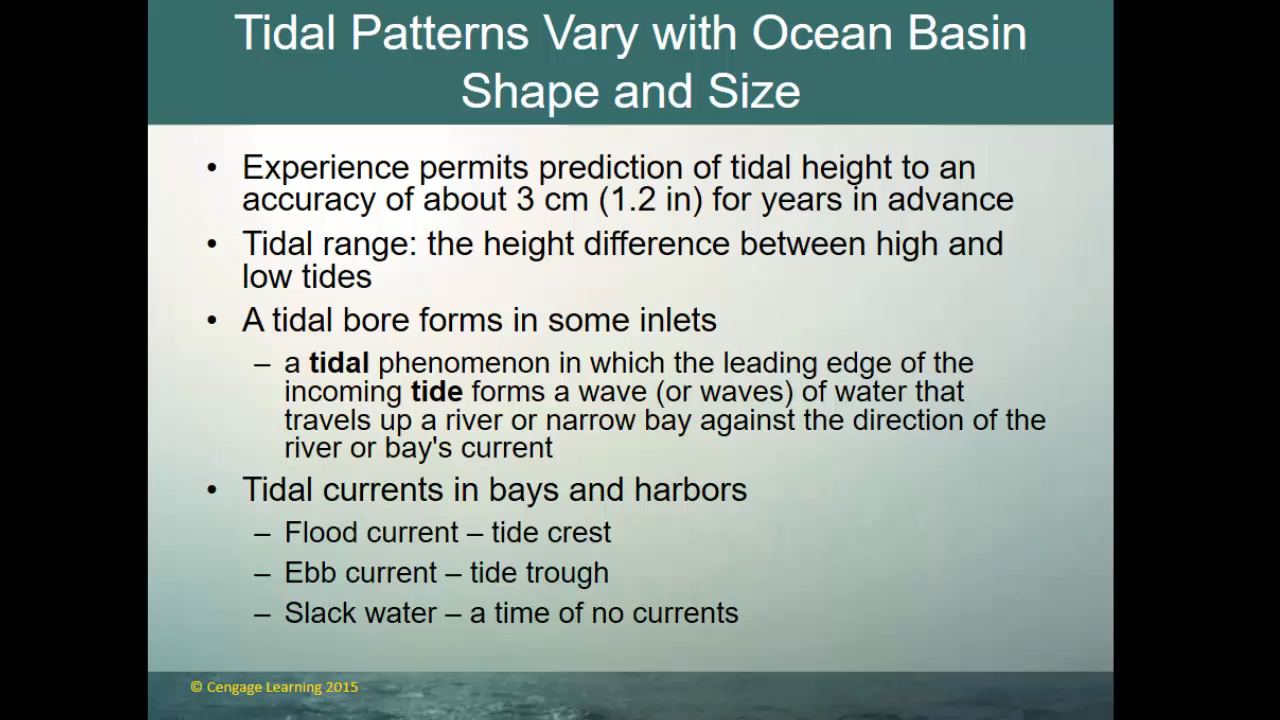 Tidal Patterns Vary with Ocean Basin
Shape and Size
• Experience permits prediction of tidal height to an
accuracy of about 3 cm (1.2 in) for years in advance
• Tidal range: the height difference between high and
low tides
• A tidal bore forms in some inlets
– a tidal phenomenon in which the leading edge of the
incoming tide forms a wave (or waves) of water that
travels up a river or narrow bay against the direction of the
river or bay's current
• Tidal currents in bays and harbors
– Flood current – tide crest
– Ebb current – tide trough
– Slack water – a time of no currents
© Cengage Learning 2015